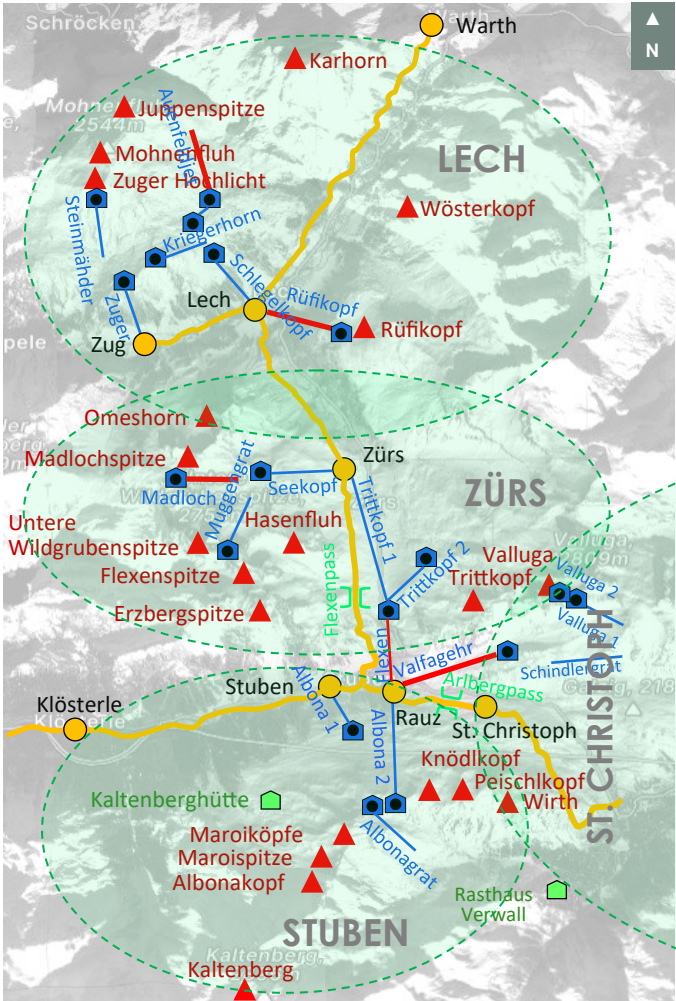 Schröcken
Warth
N
Karhorn
Mohnenfluh
2544m
Juppenspitze
LECH
Mohnenfluh
Zuger Hochlicht
Wösterkopf
Steinmähder
Kriegerhorn
Zuger
Schlegelkopf
Lech
Rüfikopf
Rüfikopf
Zug
Omeshorn
Zürs
Madlochspitze
Seekopf
ZÜRS
Madloch
Muggengrat
Trittkopf 1
Untere
Wildgrubenspitze
Hasenfluh
Trittkopf 2
Valluga
Trittkopf
Valluga
2809m
Flexenspitze
Flexenpass
Valluga 2
Erzbergspitze
Valluga 1
Flexen
Valfagehr
Schindlergrat
Stuben
Albona 1
Arlbergpass
Klösterle
Klösterle
Rauz
St. Christoph
ST. CHRISTOPH
Albona 2
Knödlkopf
Peischlkopf
Kaltenberghütte
Wirth
Maroiköpfe
Albonagrat
Maroispitze
Albonakopf
Rasthaus
Verwall
STUBEN
Kaltenberg,
Kaltenberg